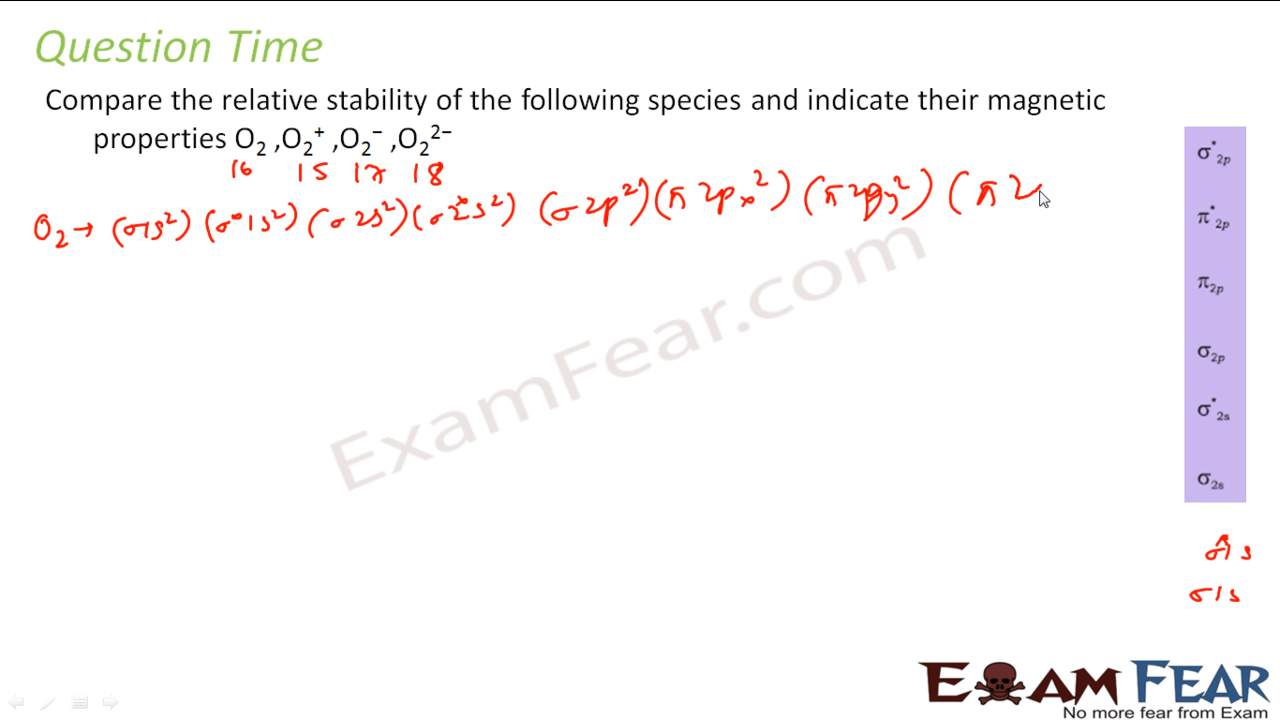 Question Time
Compare the relative stability of the following species and indicate their magnetic
properties O₂ ,O₂⁺ ,O₂⁻ ,O₂²⁻
16 15 17 18
O₂ → (σ1s²) (σ*1s²) (σ2s²) (σ*2s²) (σ2p²) (π2pₓ²) (π2pᵧ²) (π2
σ*₂ₚ
π*₂ₚ
π₂ₚ
σ₂ₚ
σ*₂ₛ
σ₂ₛ
σ*1s
σ1s
ExamFear.com
EXAM FEAR
No more fear from Exam